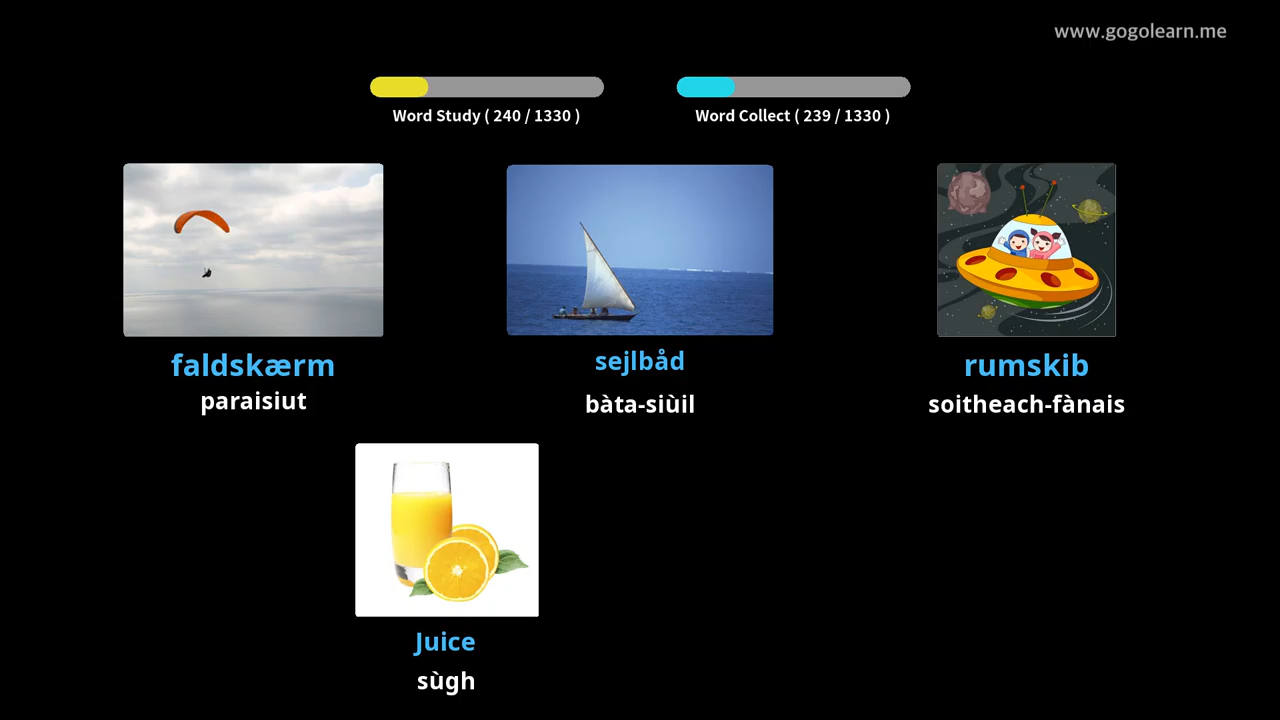 www.gogolearn.me
Word Study ( 240 / 1330 )
Word Collect ( 239 / 1330 )
faldskærm
paraisiut
sejlbåd
bàta-siùil
rumskib
soitheach-fànais
Juice
sùgh